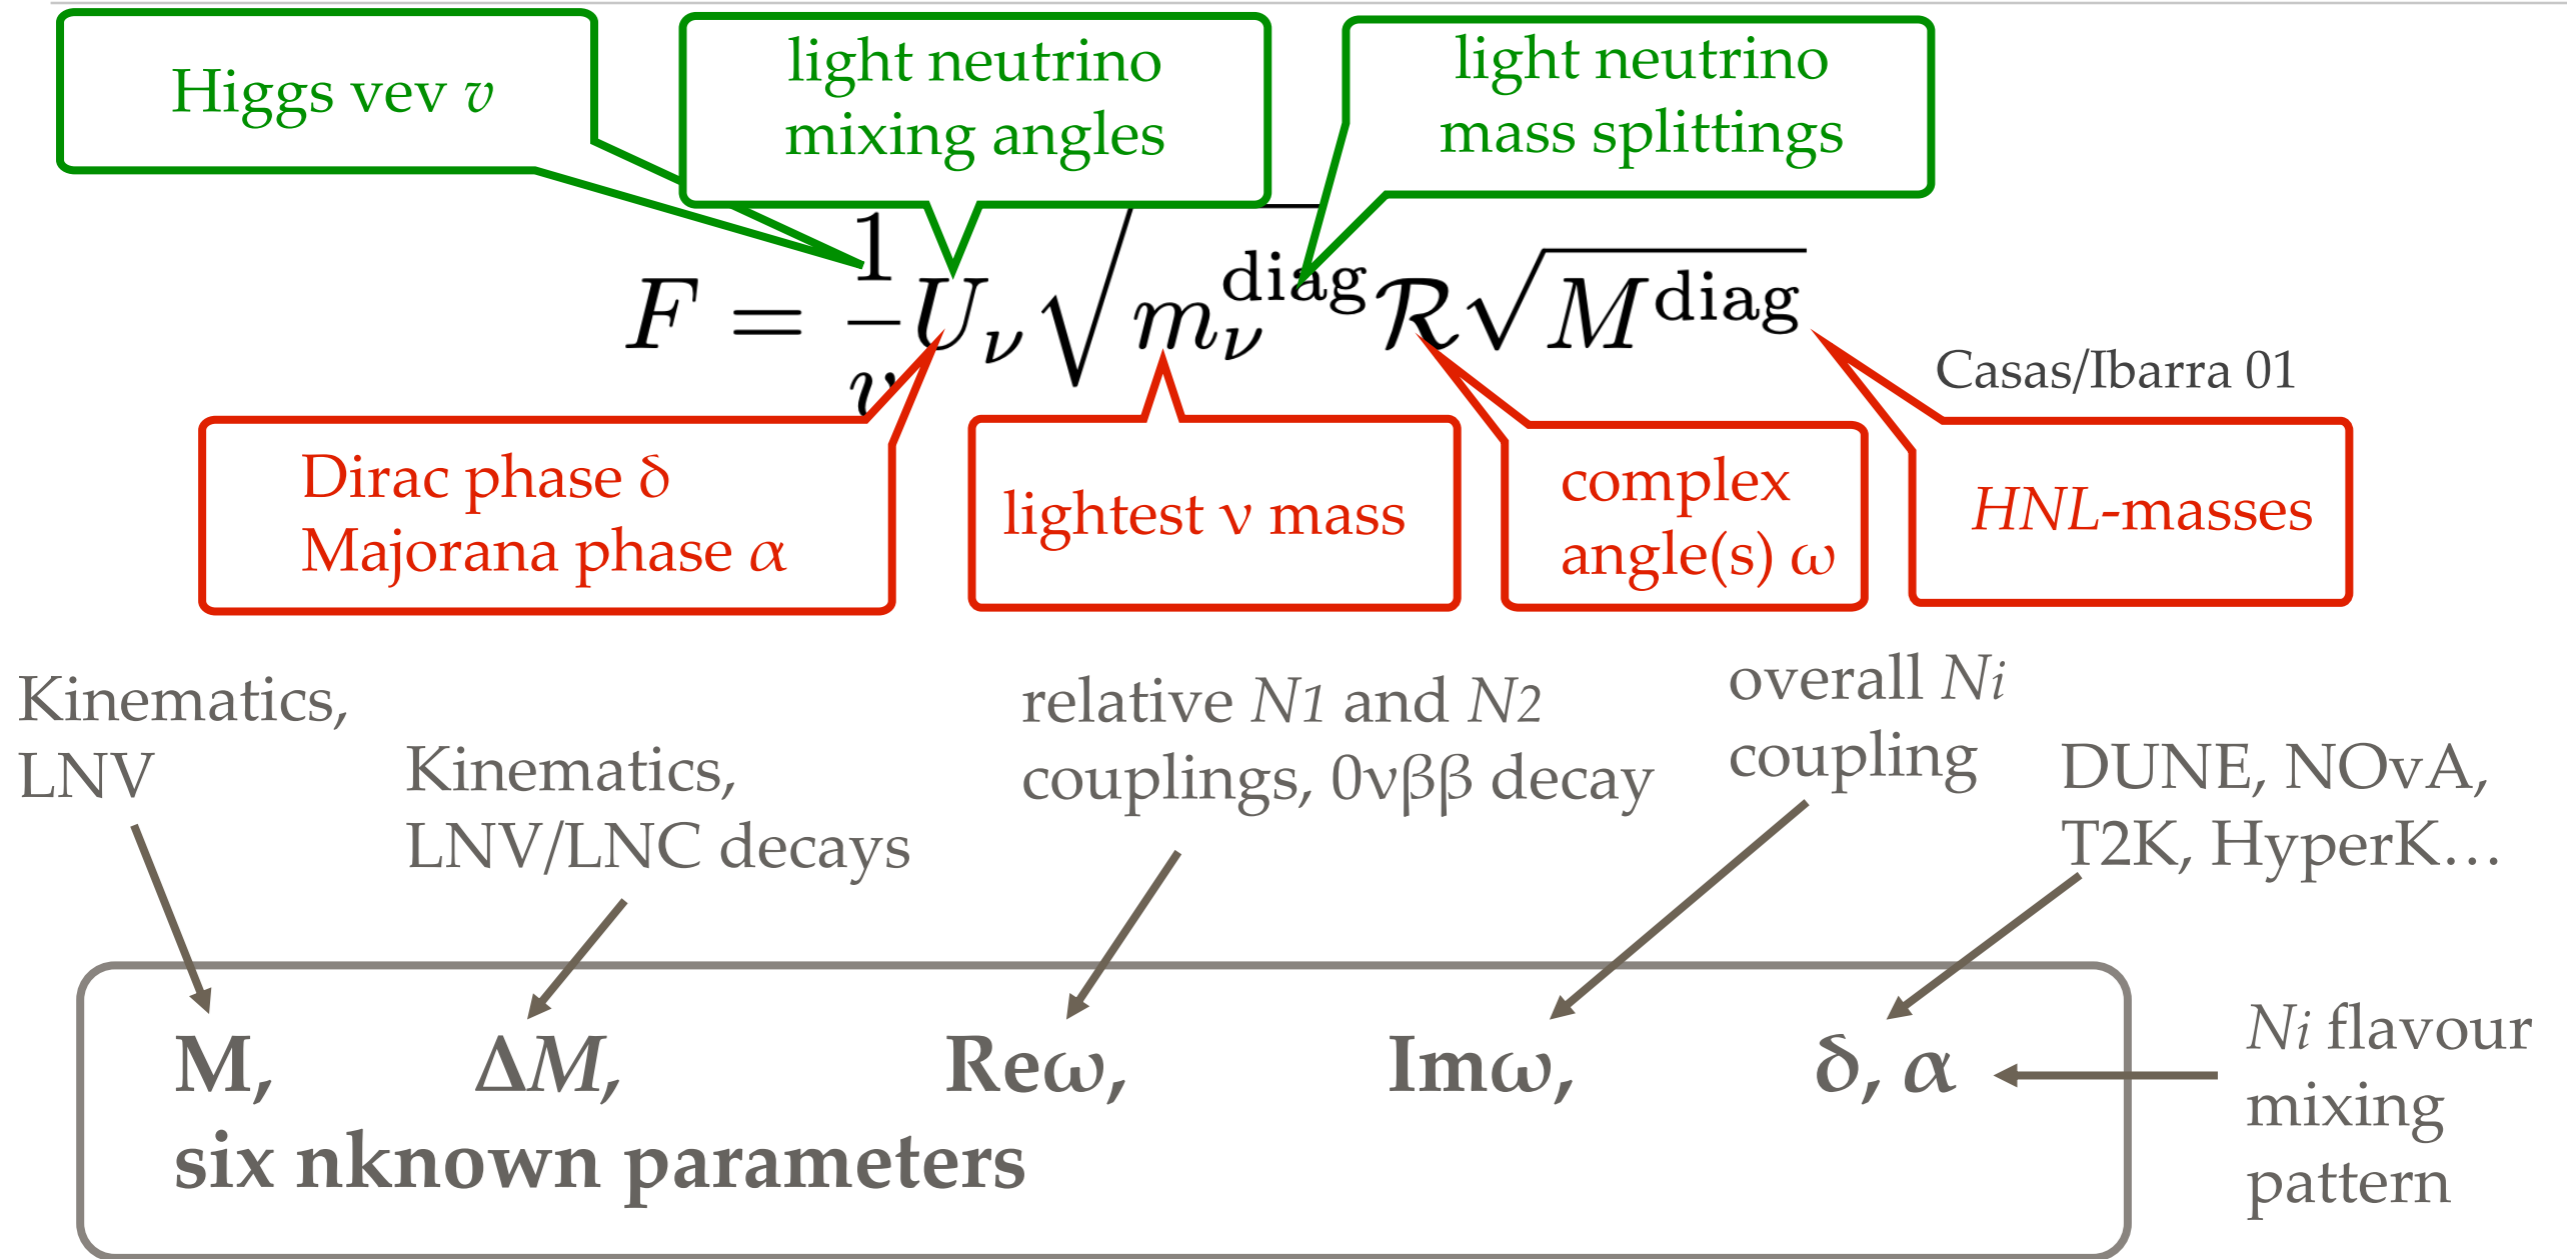 Higgs vev v
light neutrino
mixing angles
light neutrino
mass splittings
F = 1/v U_ν √m_ν^diag R √M^diag
Casas/Ibarra 01
Dirac phase δ
Majorana phase α
lightest ν mass
complex
angle(s) ω
HNL-masses
Kinematics,
LNV
Kinematics,
LNV/LNC decays
relative N1 and N2
couplings, 0νββ decay
overall Ni
coupling
DUNE, NOvA,
T2K, HyperK…
M, ΔM, Reω, Imω, δ, α
six nknown parameters
Ni flavour
mixing
pattern